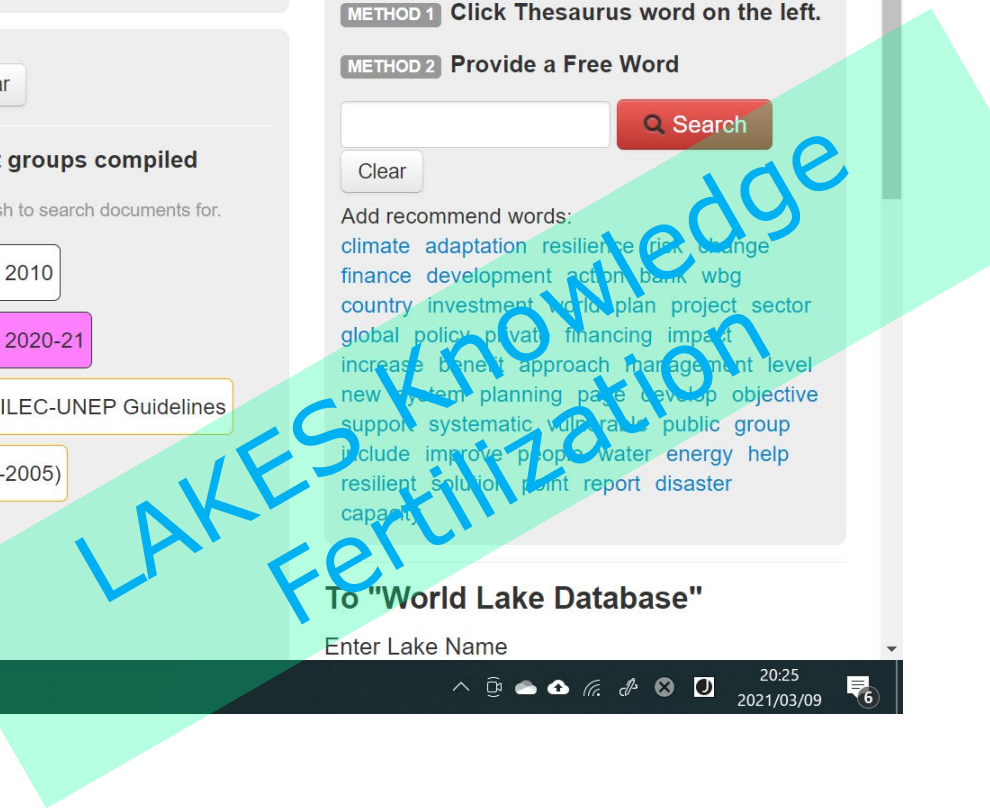 METHOD 1 Click Thesaurus word on the left.
METHOD 2 Provide a Free Word
Search
Clear
Add recommend words:
climate adaptation resilience risk change
finance development action bank wbg
country investment world plan project sector
global policy private financing impact
increase benefit approach management level
new system planning page develop objective
support systematic vulnerable public group
include improve people water energy help
resilient solution point report disaster
capacity
To "World Lake Database"
Enter Lake Name
groups compiled
to search documents for.
2010
2020-21
ILEC-UNEP Guidelines
-2005)
LAKES Knowledge
Fertilization
20:25
2021/03/09
6